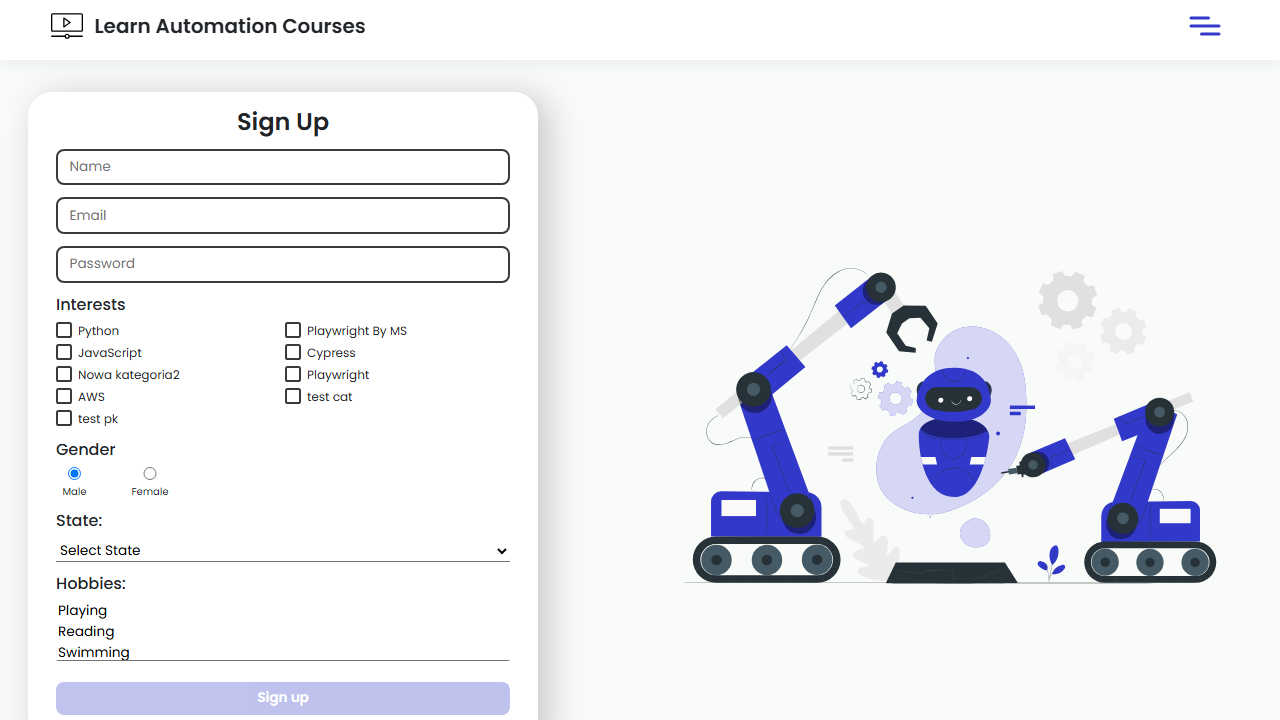 Learn Automation Courses
Sign Up
Name
Email
Password
Interests
Python
Playwright By MS
JavaScript
Cypress
Nowa kategoria2
Playwright
AWS
test cat
test pk
Gender
Male
Female
State:
Select State
Hobbies:
Playing
Reading
Swimming
Sign up